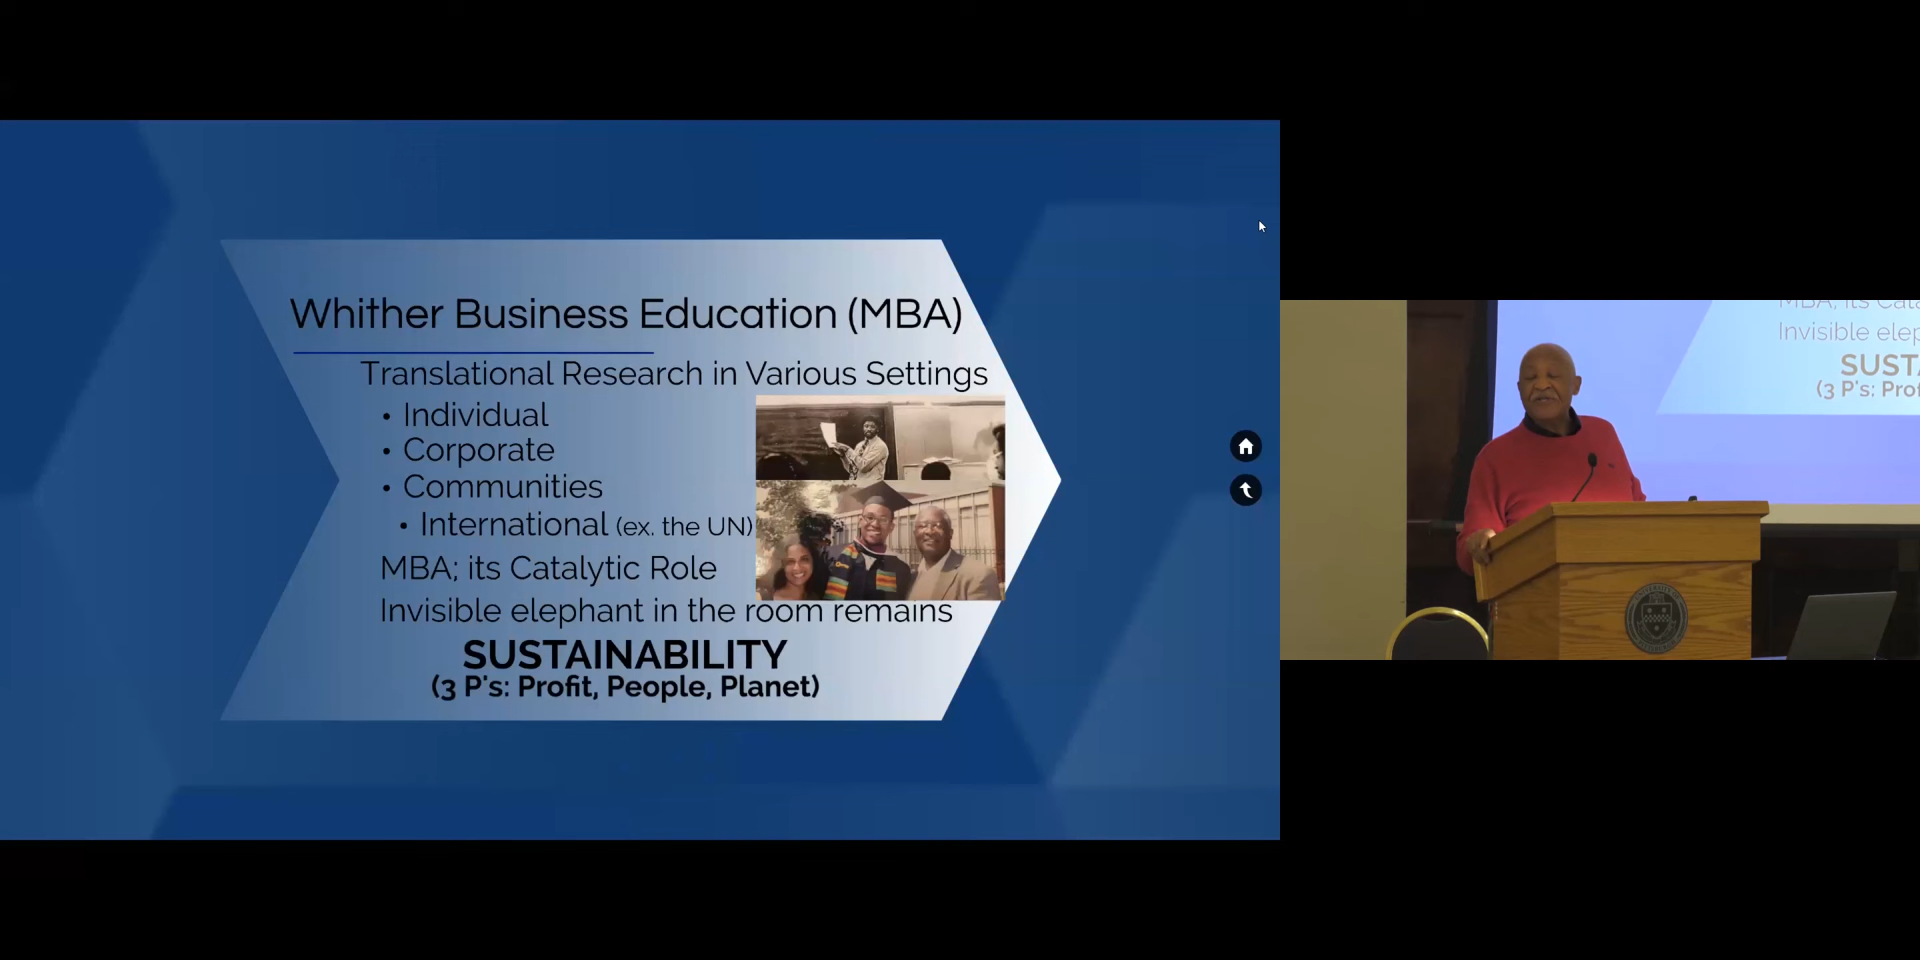 Whither Business Education (MBA)
Translational Research in Various Settings
• Individual
• Corporate
• Communities
• International (ex. the UN)
MBA; its Catalytic Role
Invisible elephant in the room remains
SUSTAINABILITY
(3 P's: Profit, People, Planet)
Invisible elep
SUSTA
(3 P's: Prof